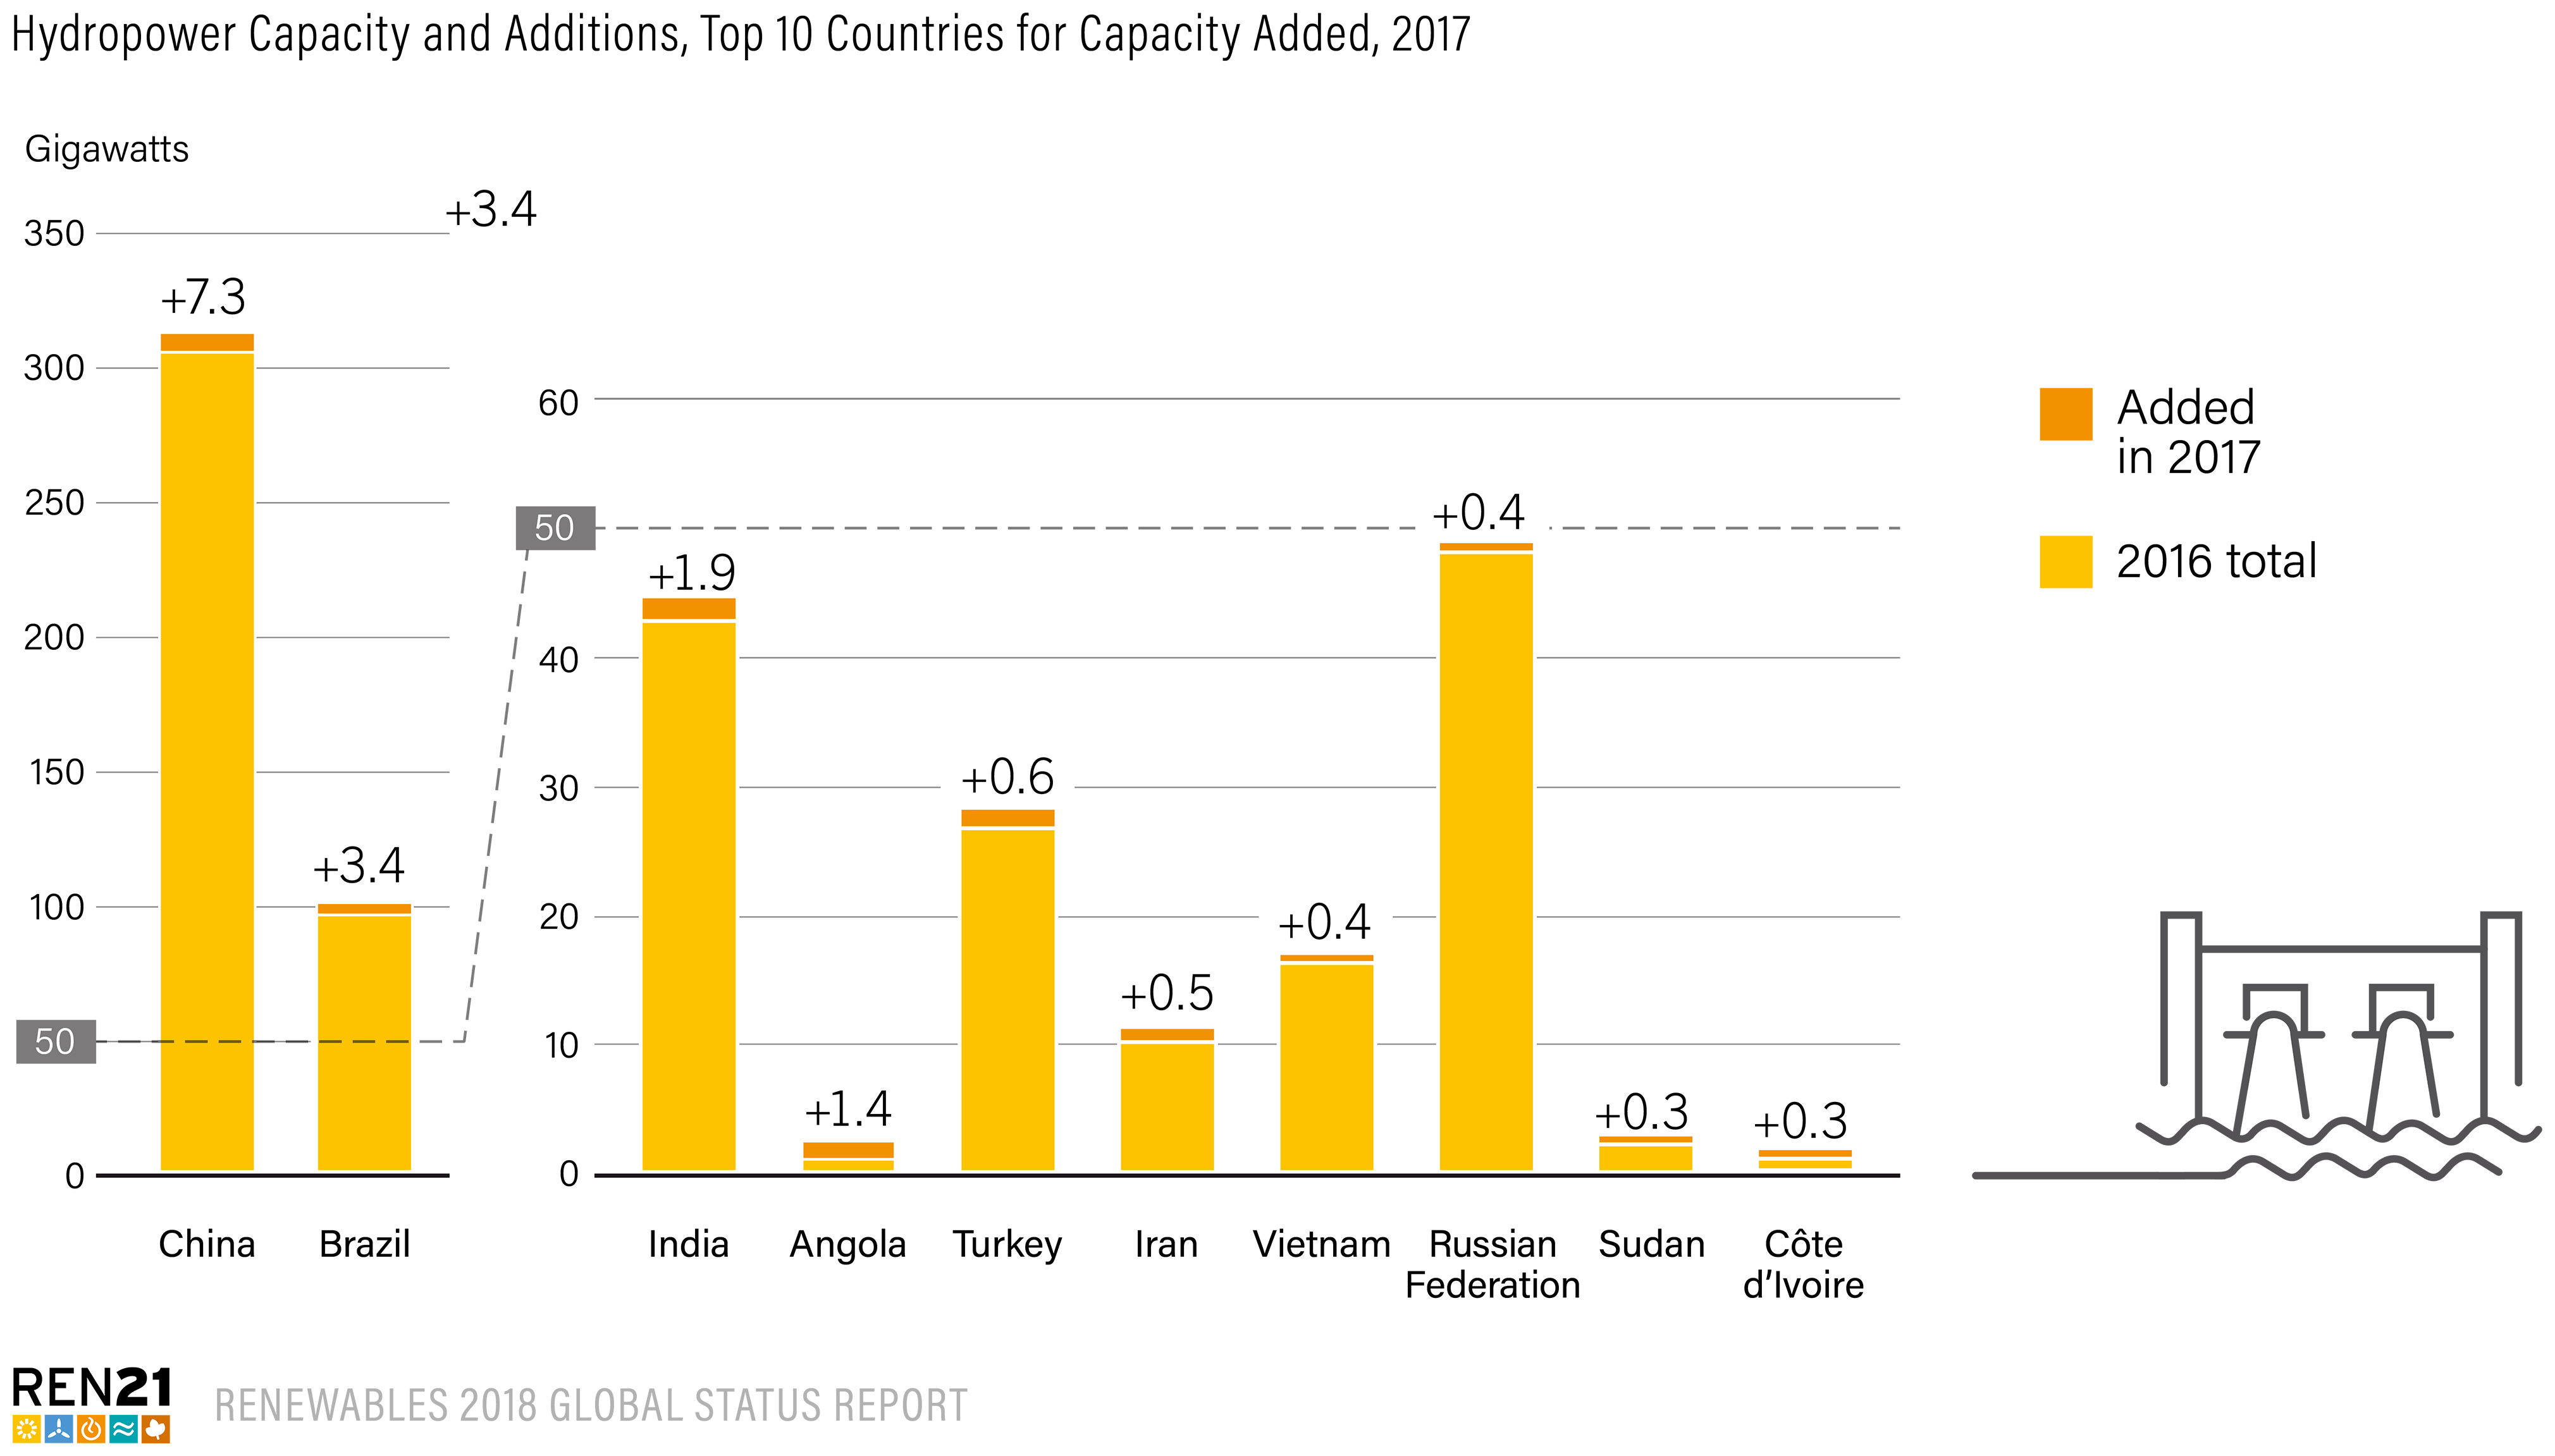 Hydropower Capacity and Additions, Top 10 Countries for Capacity Added, 2017
Gigawatts
+3.4
350
+7.3
300
250
200
150
+3.4
100
50
0
China
Brazil
60
50
+0.4
+1.9
40
+0.6
30
20
+0.4
+0.5
10
+1.4
+0.3
+0.3
0
India
Angola
Turkey
Iran
Vietnam
Russian
Federation
Sudan
Côte
d’Ivoire
Added
in 2017
2016 total
REN21
RENEWABLES 2018 GLOBAL STATUS REPORT